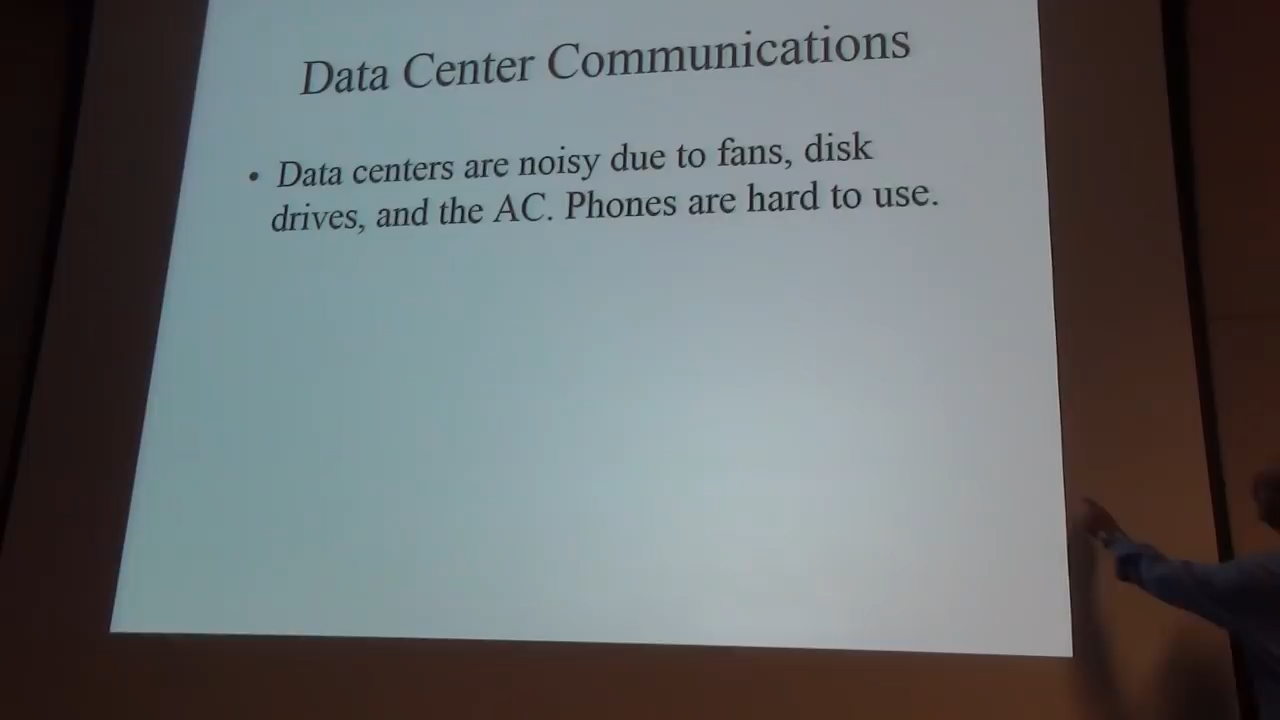 Data Center Communications
• Data centers are noisy due to fans, disk
drives, and the AC. Phones are hard to use.